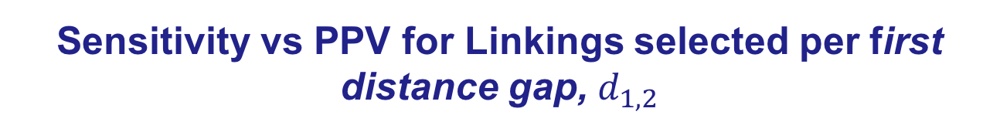 Sensitivity vs PPV for Linkings selected per first
distance gap, d1,2